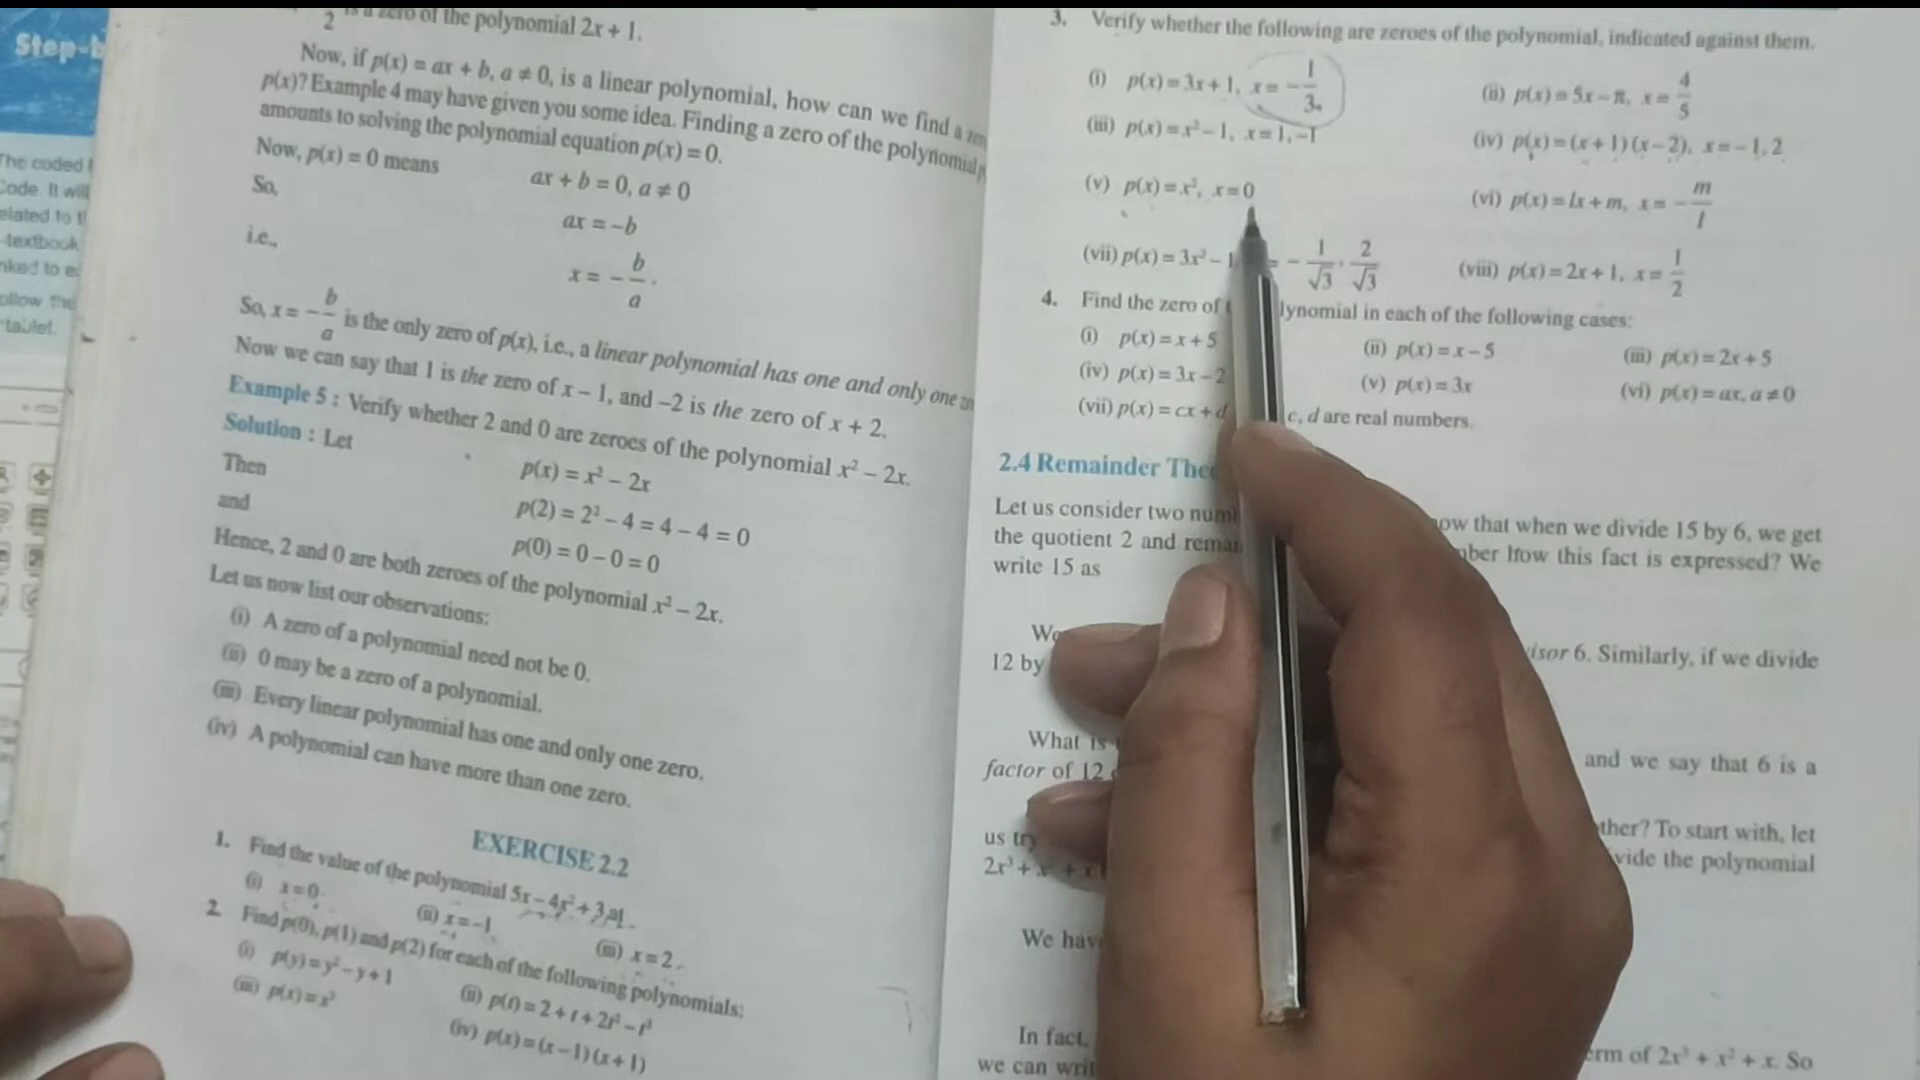 Step-b
The coded
Code. It will
elated to t
-textbook
nked to e
ollow the
tablet.
2 is a zero of the polynomial 2x + 1.
Now, if p(x) = ax + b, a ≠ 0, is a linear polynomial, how can we find a
p(x)? Example 4 may have given you some idea. Finding a zero of the polynomial
amounts to solving the polynomial equation p(x) = 0.
Now, p(x) = 0 means ax + b = 0, a ≠ 0
So, ax = –b
i.e., x = – b/a.
So, x = – b/a is the only zero of p(x), i.e., a linear polynomial has one and only one
Now we can say that 1 is the zero of x – 1, and –2 is the zero of x + 2.
Example 5 : Verify whether 2 and 0 are zeroes of the polynomial x² – 2x.
Solution : Let p(x) = x² – 2x
Then p(2) = 2² – 4 = 4 – 4 = 0
and p(0) = 0 – 0 = 0
Hence, 2 and 0 are both zeroes of the polynomial x² – 2x.
Let us now list our observations:
(i) A zero of a polynomial need not be 0.
(ii) 0 may be a zero of a polynomial.
(iii) Every linear polynomial has one and only one zero.
(iv) A polynomial can have more than one zero.
EXERCISE 2.2
1. Find the value of the polynomial 5x – 4x² + 3 at
(i) x = 0 (ii) x = –1 (iii) x = 2
2. Find p(0), p(1) and p(2) for each of the following polynomials:
(i) p(y) = y² – y + 1 (ii) p(t) = 2 + t + 2t² – t³
(iii) p(x) = x³ (iv) p(x) = (x – 1) (x + 1)
3. Verify whether the following are zeroes of the polynomial, indicated against them.
(i) p(x) = 3x + 1, x = – 1/3 (ii) p(x) = 5x – π, x = 4/5
(iii) p(x) = x² – 1, x = 1, –1 (iv) p(x) = (x + 1) (x – 2), x = – 1, 2
(v) p(x) = x², x = 0 (vi) p(x) = lx + m, x = – m/l
(vii) p(x) = 3x² – 1 = – 1/√3, 2/√3 (viii) p(x) = 2x + 1, x = 1/2
4. Find the zero of lynomial in each of the following cases:
(i) p(x) = x + 5 (ii) p(x) = x – 5 (iii) p(x) = 2x + 5
(iv) p(x) = 3x – 2 (v) p(x) = 3x (vi) p(x) = ax, a ≠ 0
(vii) p(x) = cx + d c, d are real numbers.
2.4 Remainder The
Let us consider two num ow that when we divide 15 by 6, we get
the quotient 2 and rema ber how this fact is expressed? We
write 15 as
We isor 6. Similarly, if we divide
12 by
What is and we say that 6 is a
factor of 12
ther? To start with, let
us try vide the polynomial
2x³ + x² + x
We hav
In fact, erm of 2x³ + x² + x. So
we can writ